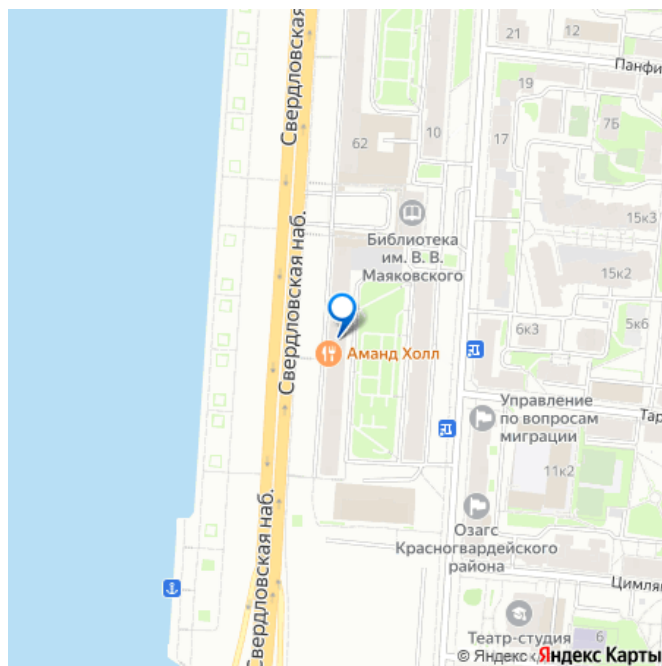 21
12
Панфи
19
Свердловская наб.
7Б
10
17
62
15к3
Библиотека
им. В. В.
Маяковского
15к2
Свердловская наб.
6к3
5к6
Аманд Холл
Управление
по вопросам
миграции
Тар
11к2
Свердловская наб.
Озагс
Красногвардейского
района
Цимля
Театр-студия
6
© Яндекс
Яндекс Карты